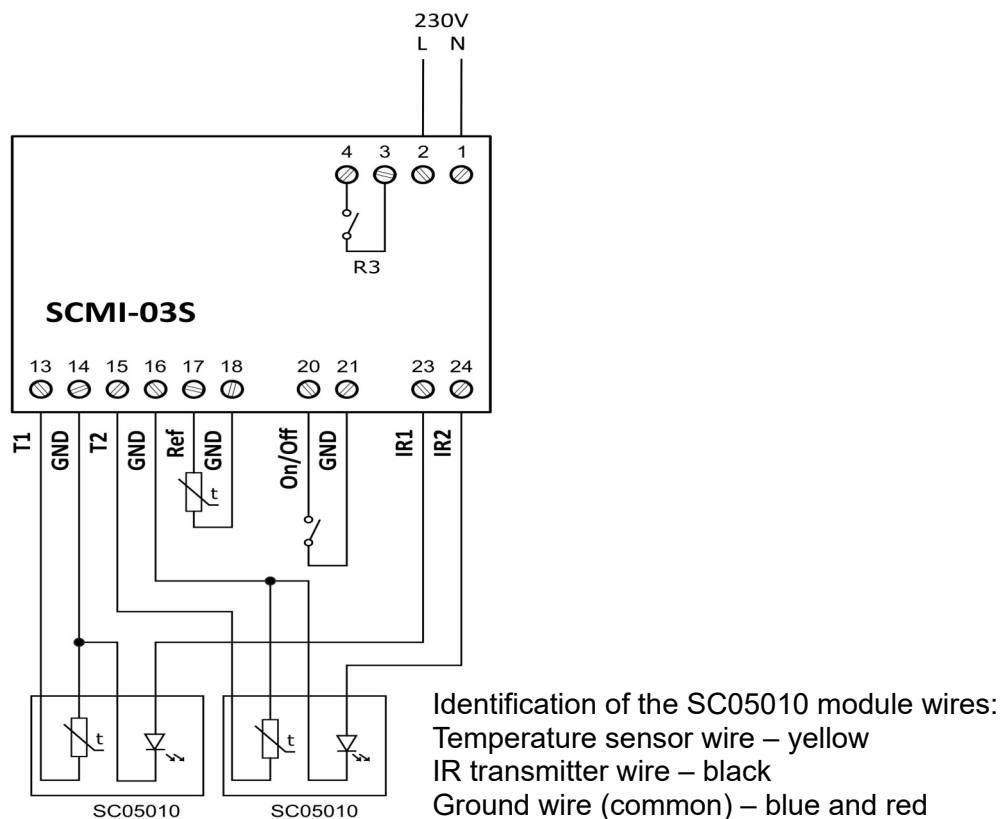 230V
L N
4 3 2 1
R3
SCMI-03S
13 14 15 16 17 18 20 21 23 24
T1 GND T2 GND Ref GND On/Off GND IR1 IR2
t
t t
SC05010 SC05010
Identification of the SC05010 module wires:
Temperature sensor wire – yellow
IR transmitter wire – black
Ground wire (common) – blue and red